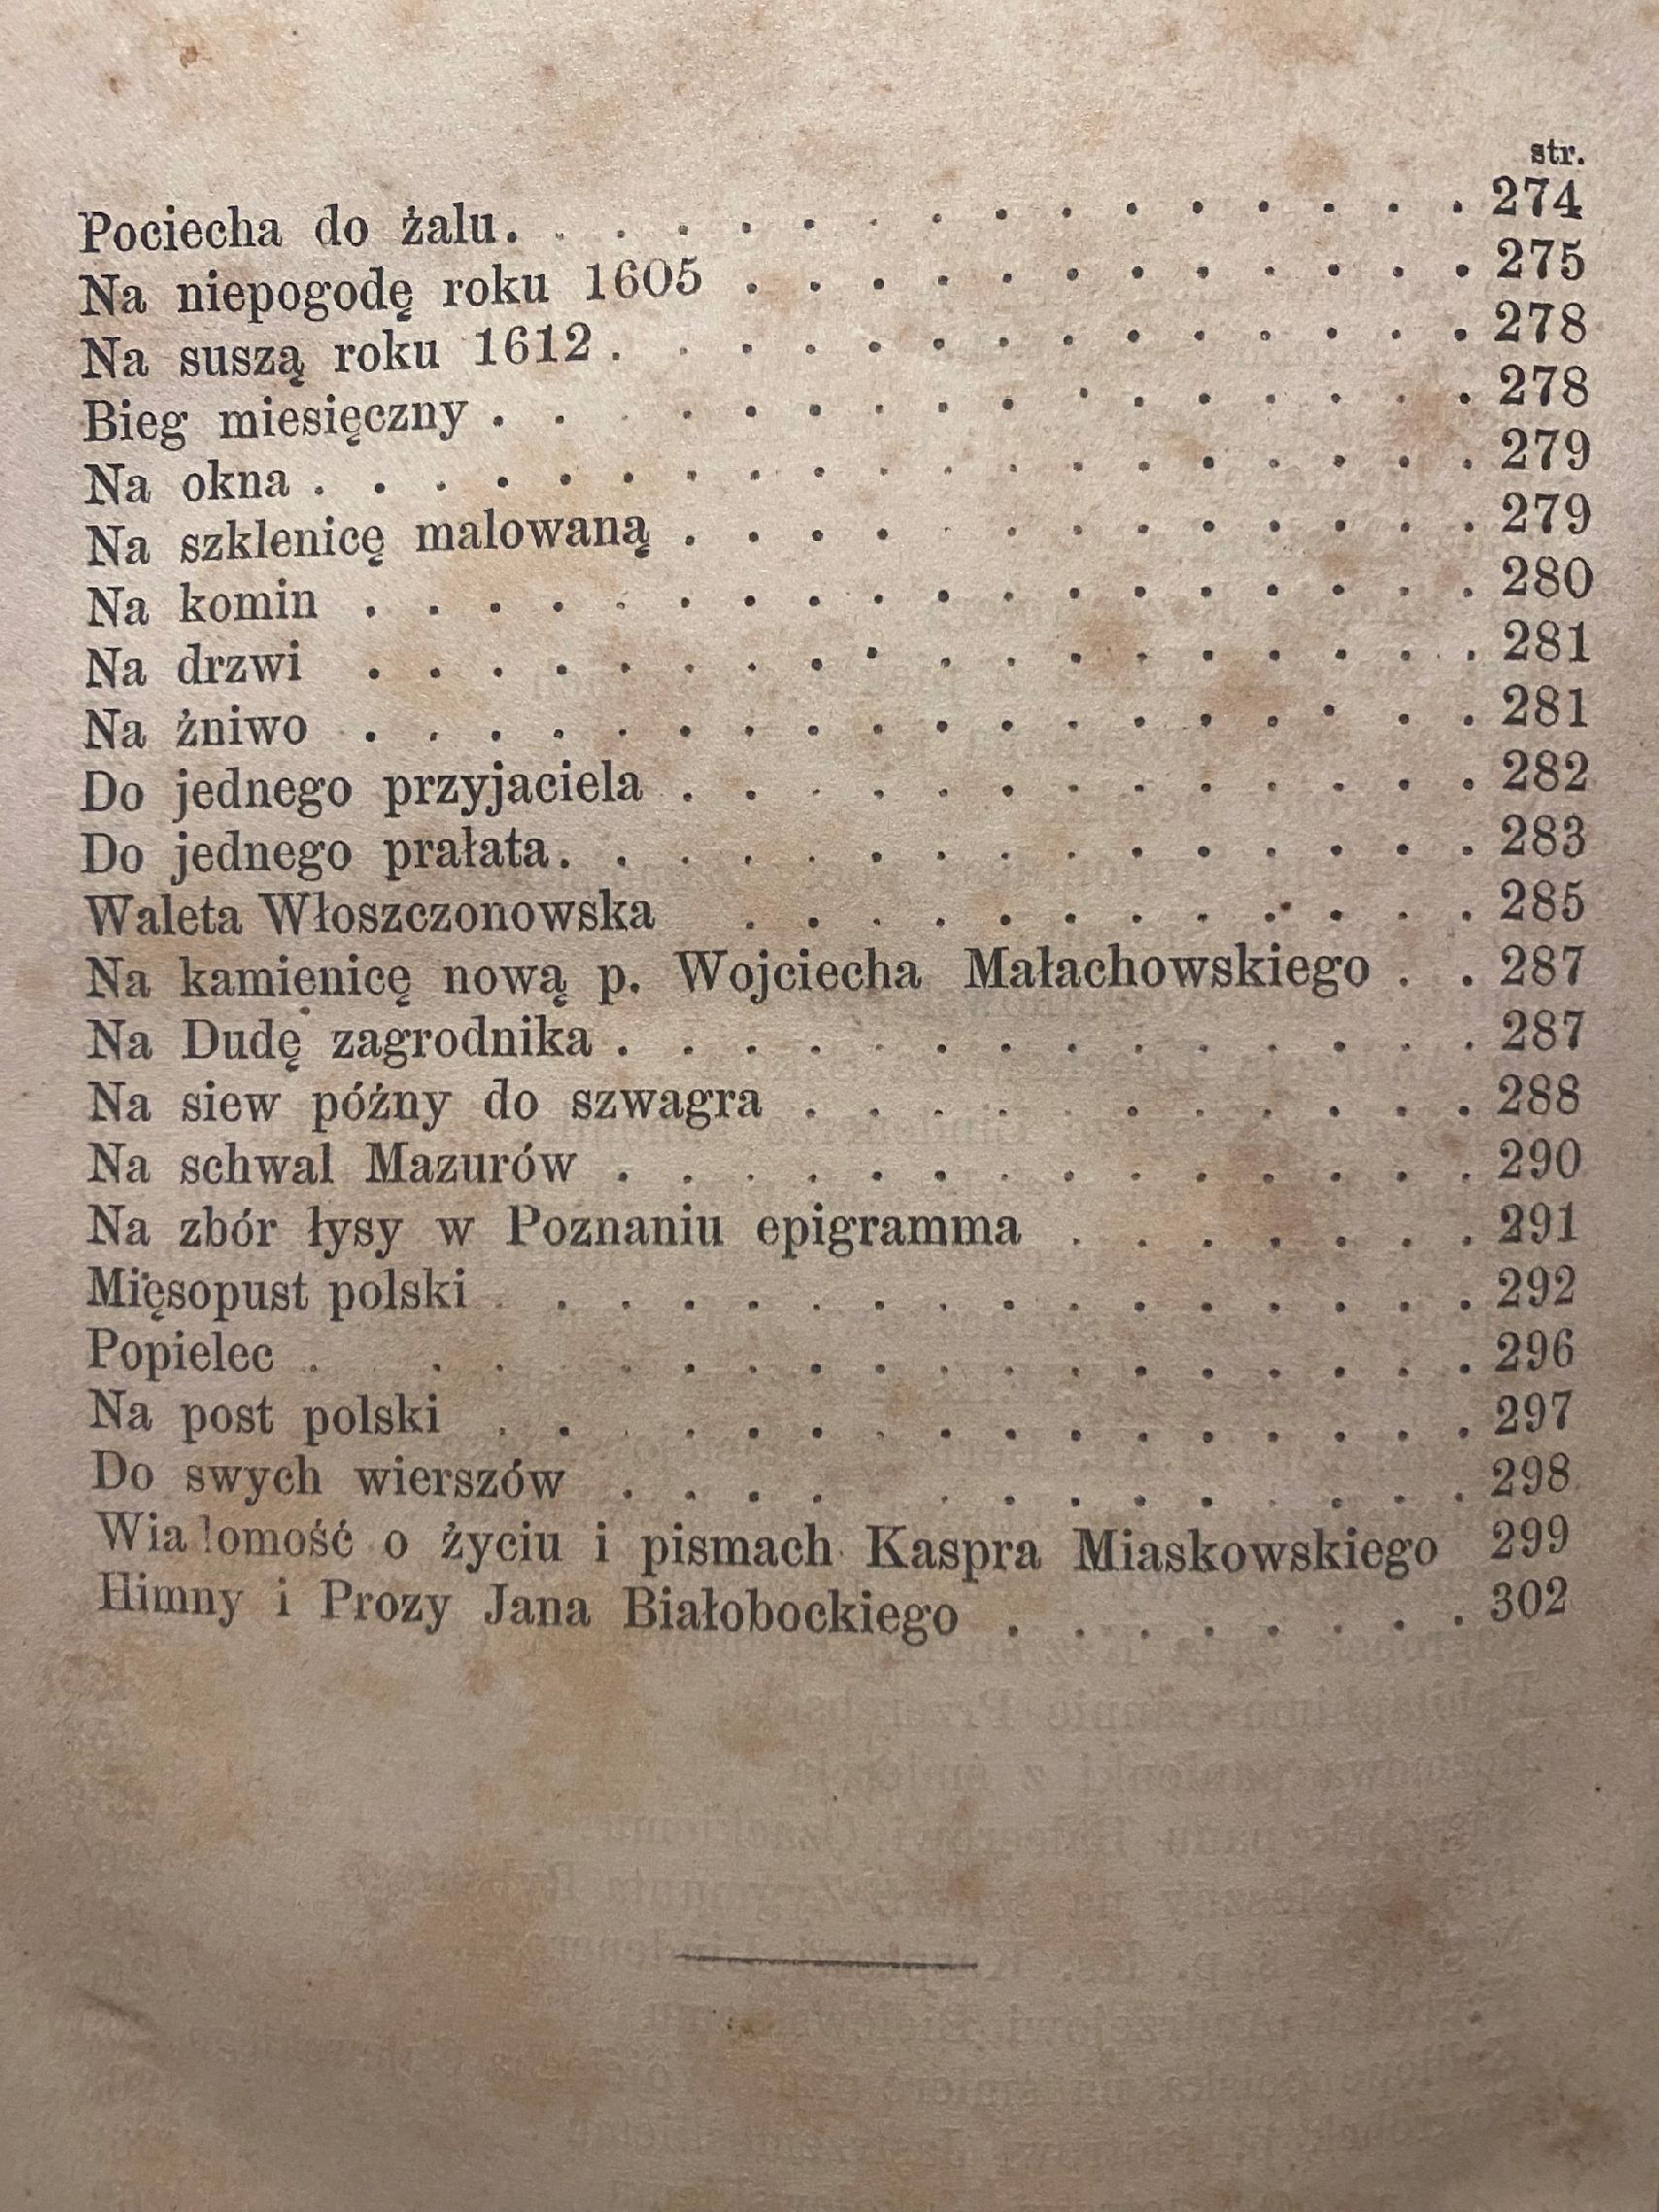 str.
Pociecha do żalu. . . . . . . . . . . . . . . . 274
Na niepogodę roku 1605 . . . . . . . . . . . . 275
Na suszą roku 1612 . . . . . . . . . . . . . . 278
Bieg miesięczny . . . . . . . . . . . . . . . . 278
Na okna . . . . . . . . . . . . . . . . . . . 279
Na szklenicę malowaną . . . . . . . . . . . . . 279
Na komin . . . . . . . . . . . . . . . . . . 280
Na drzwi . . . . . . . . . . . . . . . . . . 281
Na żniwo . . . . . . . . . . . . . . . . . . 281
Do jednego przyjaciela . . . . . . . . . . . . . 282
Do jednego prałata. . . . . . . . . . . . . . . 283
Waleta Włoszczonowska . . . . . . . . . . . . 285
Na kamienicę nową p. Wojciecha Małachowskiego . . 287
Na Dudę zagrodnika . . . . . . . . . . . . . . 287
Na siew późny do szwagra . . . . . . . . . . . 288
Na schwal Mazurów . . . . . . . . . . . . . . 290
Na zbór łysy w Poznaniu epigramma . . . . . . . 291
Mięsopust polski . . . . . . . . . . . . . . . . 292
Popielec . . . . . . . . . . . . . . . . . . 296
Na post polski . . . . . . . . . . . . . . . . 297
Do swych wierszów . . . . . . . . . . . . . 298
Wiadomość o życiu i pismach Kaspra Miaskowskiego 299
Himny i Prozy Jana Białobockiego . . . . . . . . 302